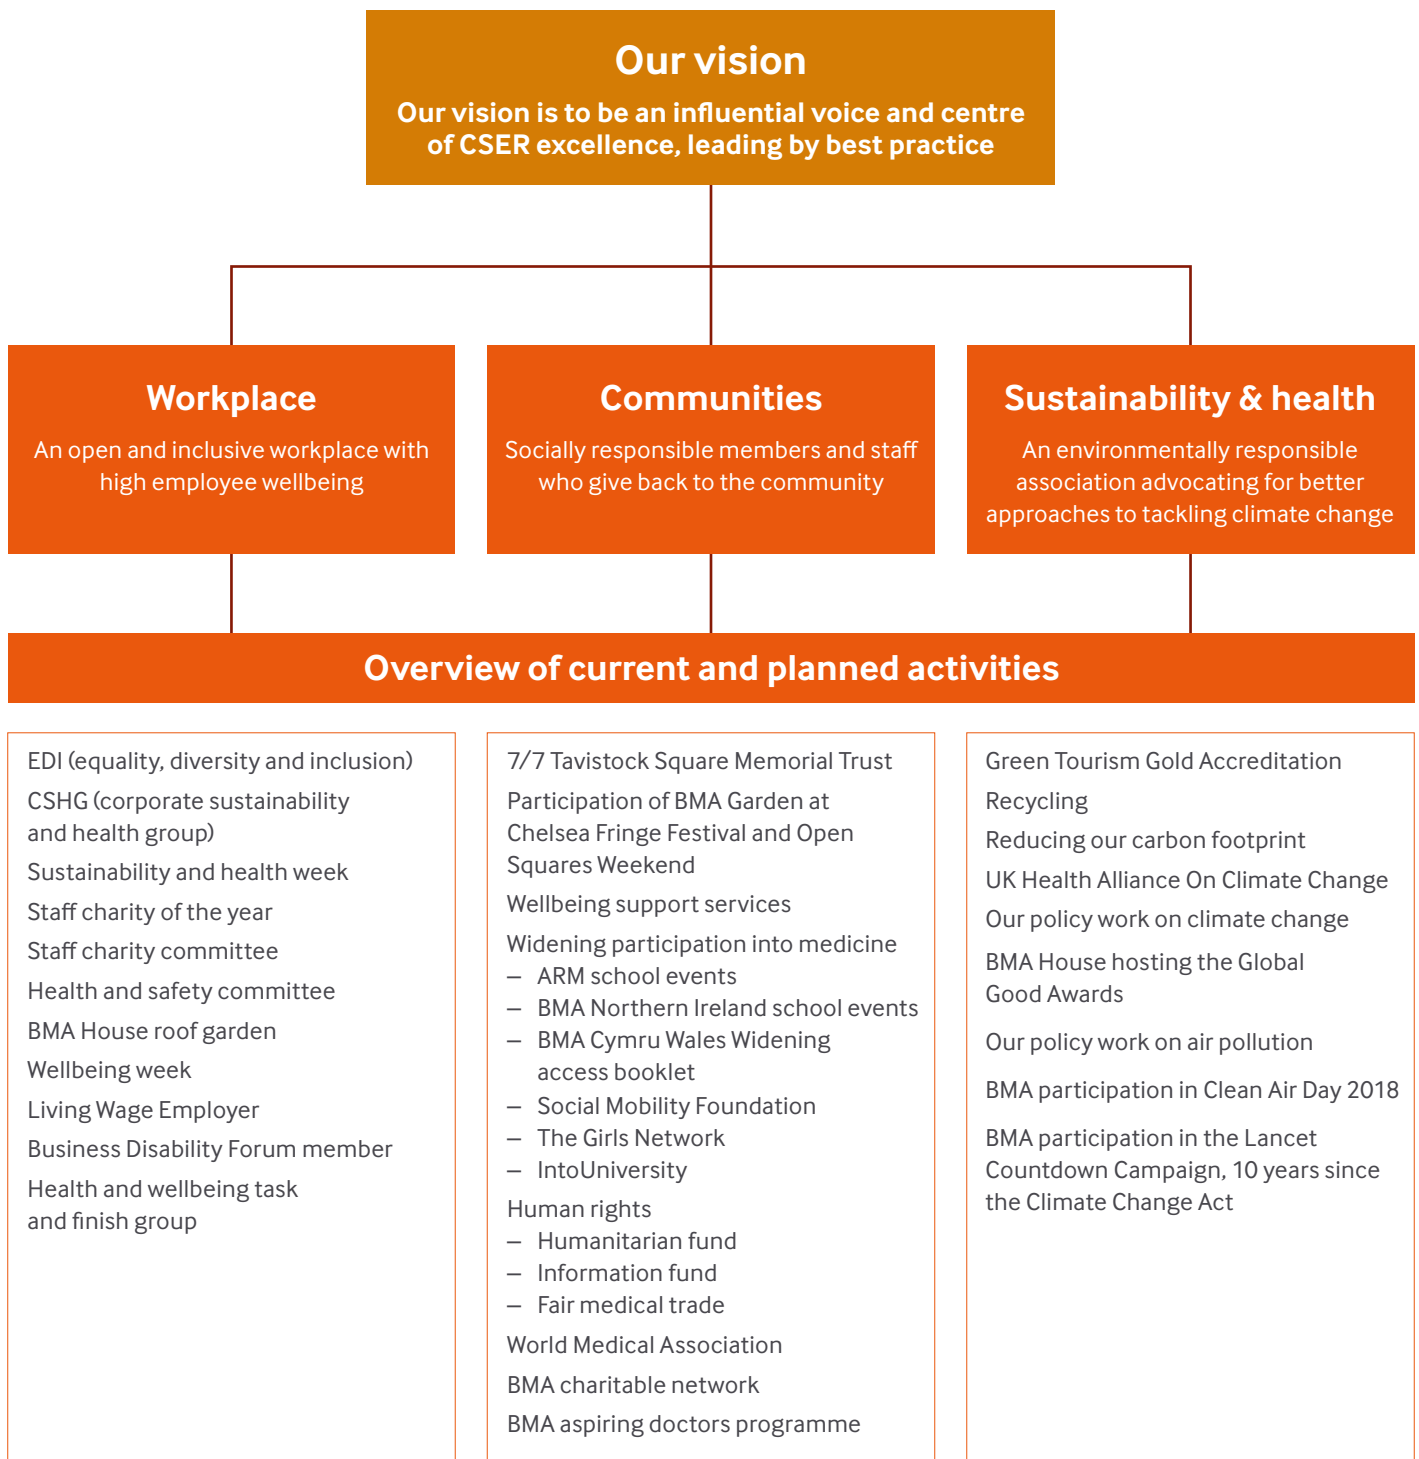 Our vision
Our vision is to be an influential voice and centre
of CSER excellence, leading by best practice
Workplace
An open and inclusive workplace with
high employee wellbeing
Communities
Socially responsible members and staff
who give back to the community
Sustainability & health
An environmentally responsible
association advocating for better
approaches to tackling climate change
Overview of current and planned activities
EDI (equality, diversity and inclusion)
CSHG (corporate sustainability
and health group)
Sustainability and health week
Staff charity of the year
Staff charity committee
Health and safety committee
BMA House roof garden
Wellbeing week
Living Wage Employer
Business Disability Forum member
Health and wellbeing task
and finish group
7/7 Tavistock Square Memorial Trust
Participation of BMA Garden at
Chelsea Fringe Festival and Open
Squares Weekend
Wellbeing support services
Widening participation into medicine
– ARM school events
– BMA Northern Ireland school events
– BMA Cymru Wales Widening
access booklet
– Social Mobility Foundation
– The Girls Network
– IntoUniversity
Human rights
– Humanitarian fund
– Information fund
– Fair medical trade
World Medical Association
BMA charitable network
BMA aspiring doctors programme
Green Tourism Gold Accreditation
Recycling
Reducing our carbon footprint
UK Health Alliance On Climate Change
Our policy work on climate change
BMA House hosting the Global
Good Awards
Our policy work on air pollution
BMA participation in Clean Air Day 2018
BMA participation in the Lancet
Countdown Campaign, 10 years since
the Climate Change Act